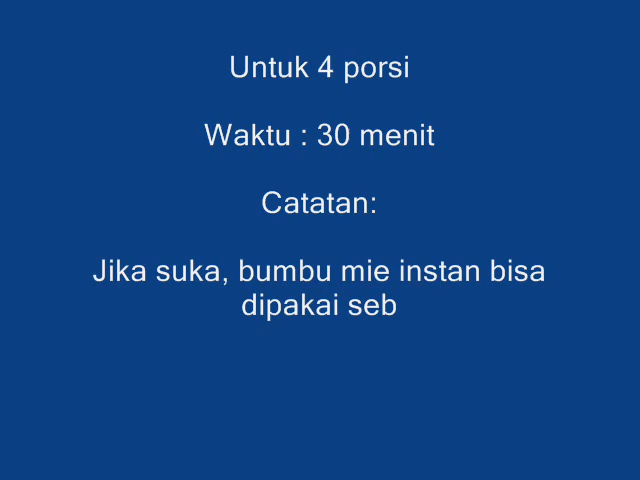 Untuk 4 porsi
Waktu : 30 menit
Catatan:
Jika suka, bumbu mie instan bisa
dipakai seb